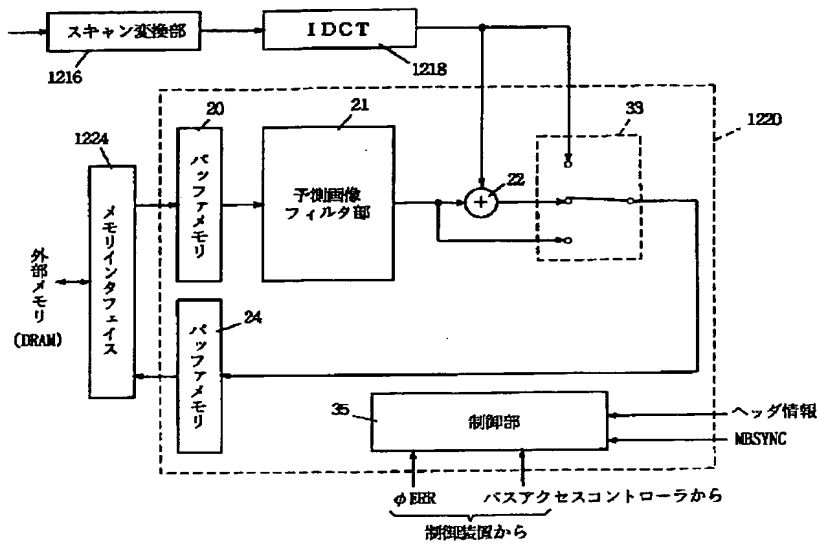 スキャン変換部
1216
IDCT
1218
20
バッファメモリ
21
予測画像
フィルタ部
22
33
1220
1224
メモリインタフェイス
外部メモリ
(DRAM)
24
バッファメモリ
35
制御部
ヘッダ情報
MBSYNC
φERR
バスアクセスコントローラから
制御装置から